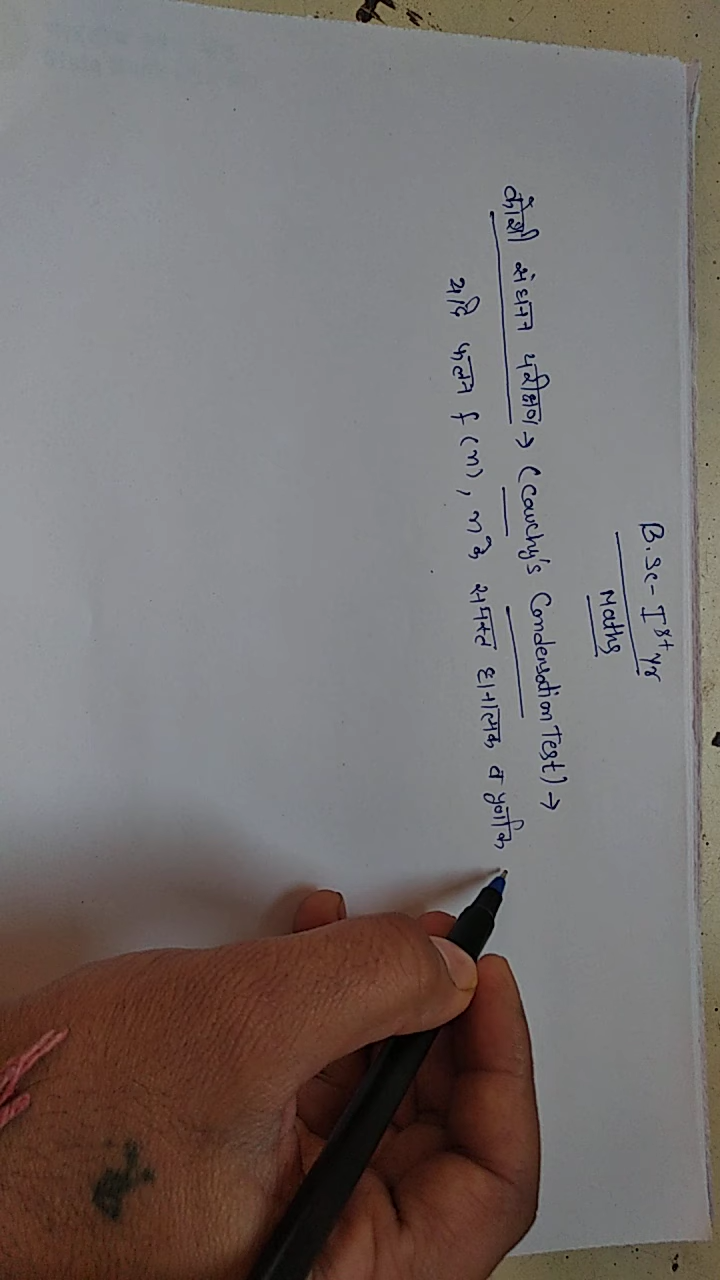 B.Sc-Ist yr
Maths
कोशी संघनन परीक्षण → (Cauchy's Condensation Test) →
यदि फलन f(n), n के समस्त धनात्मक व पूर्णांक